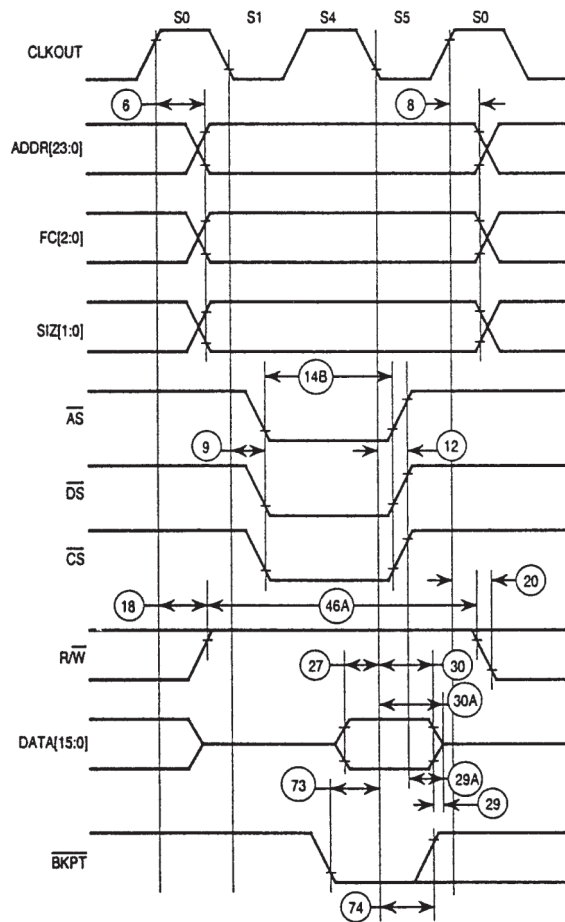 S0 S1 S4 S5 S0
CLKOUT
6 8
ADDR[23:0]
FC[2:0]
SIZ[1:0]
14B
AS
9 12
DS
CS
20
18 46A
R/W
27 30
30A
DATA[15:0]
29A
73 29
BKPT
74